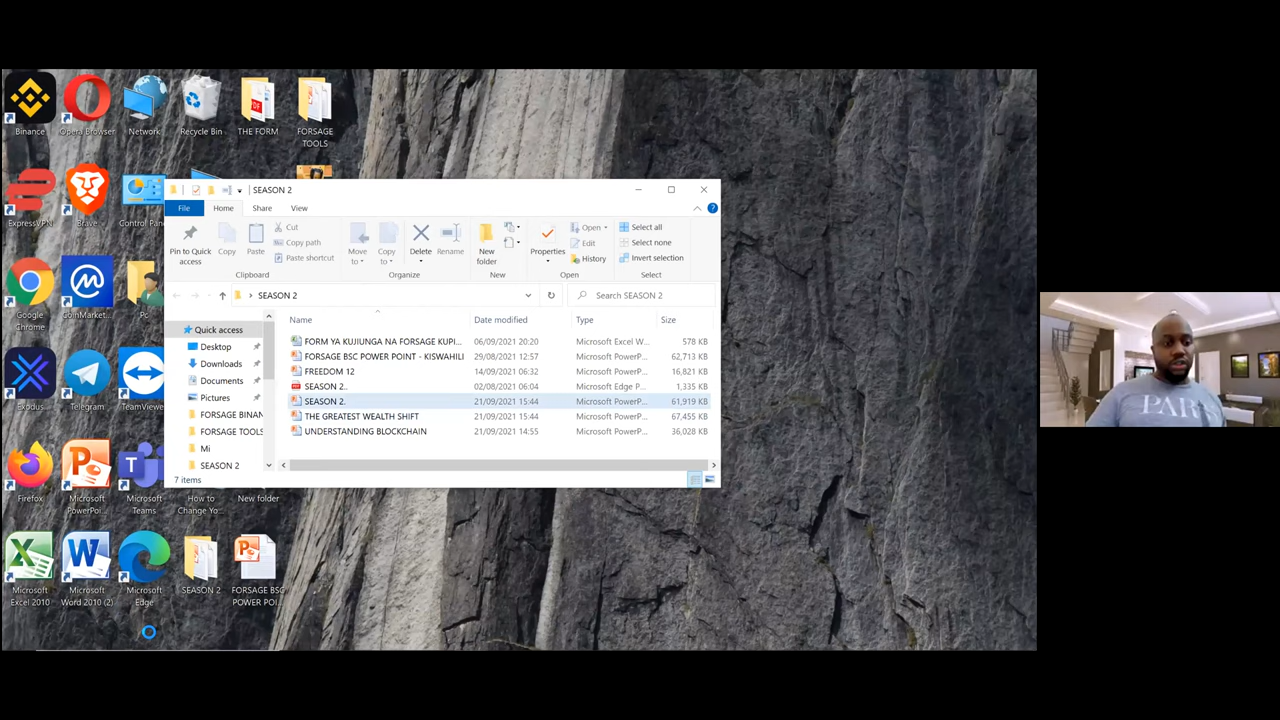 Binance
Opera Browser
Network
Recycle Bin
THE FORM
FORSAGE
TOOLS
ExpressVPN
Brave
Control Pan
Google
Chrome
CoinMarket...
Pc
Exodus
Telegram
TeamViewer
Firefox
Microsoft
PowerPoi...
Microsoft
Teams
How to
Change Yo...
New folder
Microsoft
Excel 2010
Microsoft
Word 2010 (2)
Microsoft
Edge
SEASON 2
FORSAGE BSC
POWER POI...
SEASON 2
File
Home
Share
View
Pin to Quick
access
Copy
Paste
Cut
Copy path
Paste shortcut
Clipboard
Move
to
Copy
to
Delete
Rename
Organize
New
folder
New
Properties
Open
Edit
History
Open
Select all
Select none
Invert selection
Select
SEASON 2
Search SEASON 2
Quick access
Desktop
Downloads
Documents
Pictures
FORSAGE BINAN
FORSAGE TOOLS
Mi
SEASON 2
Name Date modified Type Size
FORM YA KUJIUNGA NA FORSAGE KUPI... 06/09/2021 20:20 Microsoft Excel W... 578 KB
FORSAGE BSC POWER POINT - KISWAHILI 29/08/2021 12:57 Microsoft PowerP... 62,713 KB
FREEDOM 12 14/09/2021 06:32 Microsoft PowerP... 16,821 KB
SEASON 2.. 02/08/2021 06:04 Microsoft Edge P... 1,335 KB
SEASON 2. 21/09/2021 15:44 Microsoft PowerP... 61,919 KB
THE GREATEST WEALTH SHIFT 21/09/2021 15:44 Microsoft PowerP... 67,455 KB
UNDERSTANDING BLOCKCHAIN 21/09/2021 14:55 Microsoft PowerP... 36,028 KB
7 items